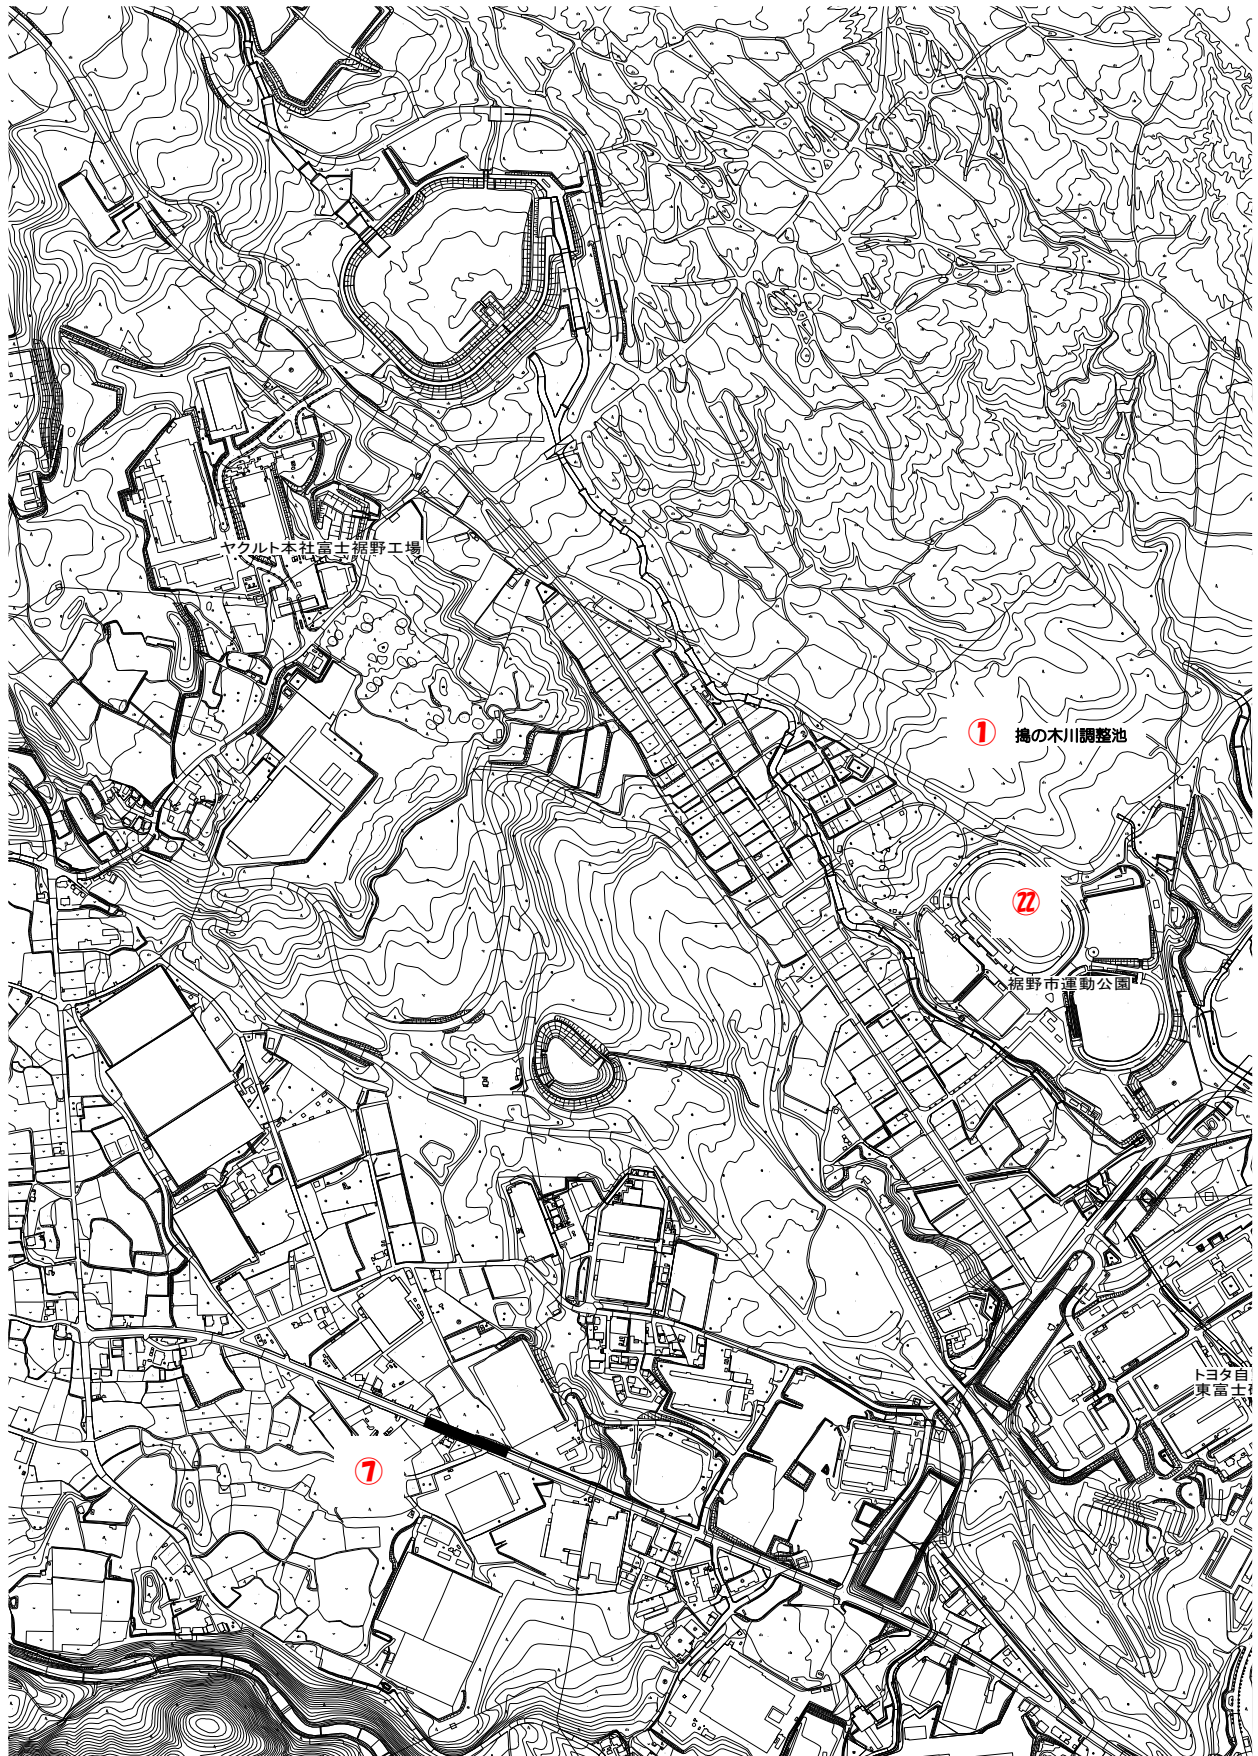 ヤクルト本社富士裾野工場
① 搗の木川調整池
㉒
裾野市運動公園
トヨタ自
東富士
⑦